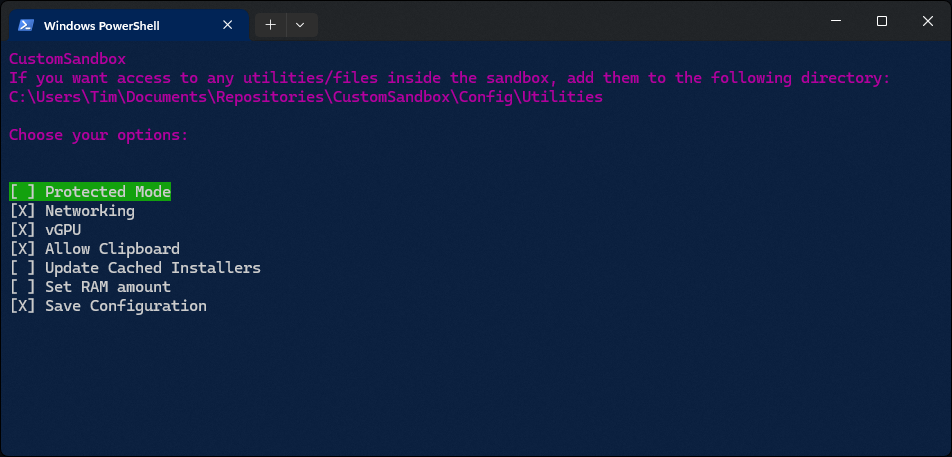 Windows PowerShell
CustomSandbox
If you want access to any utilities/files inside the sandbox, add them to the following directory:
C:\Users\Tim\Documents\Repositories\CustomSandbox\Config\Utilities
Choose your options:
[ ] Protected Mode
[X] Networking
[X] vGPU
[X] Allow Clipboard
[ ] Update Cached Installers
[ ] Set RAM amount
[X] Save Configuration